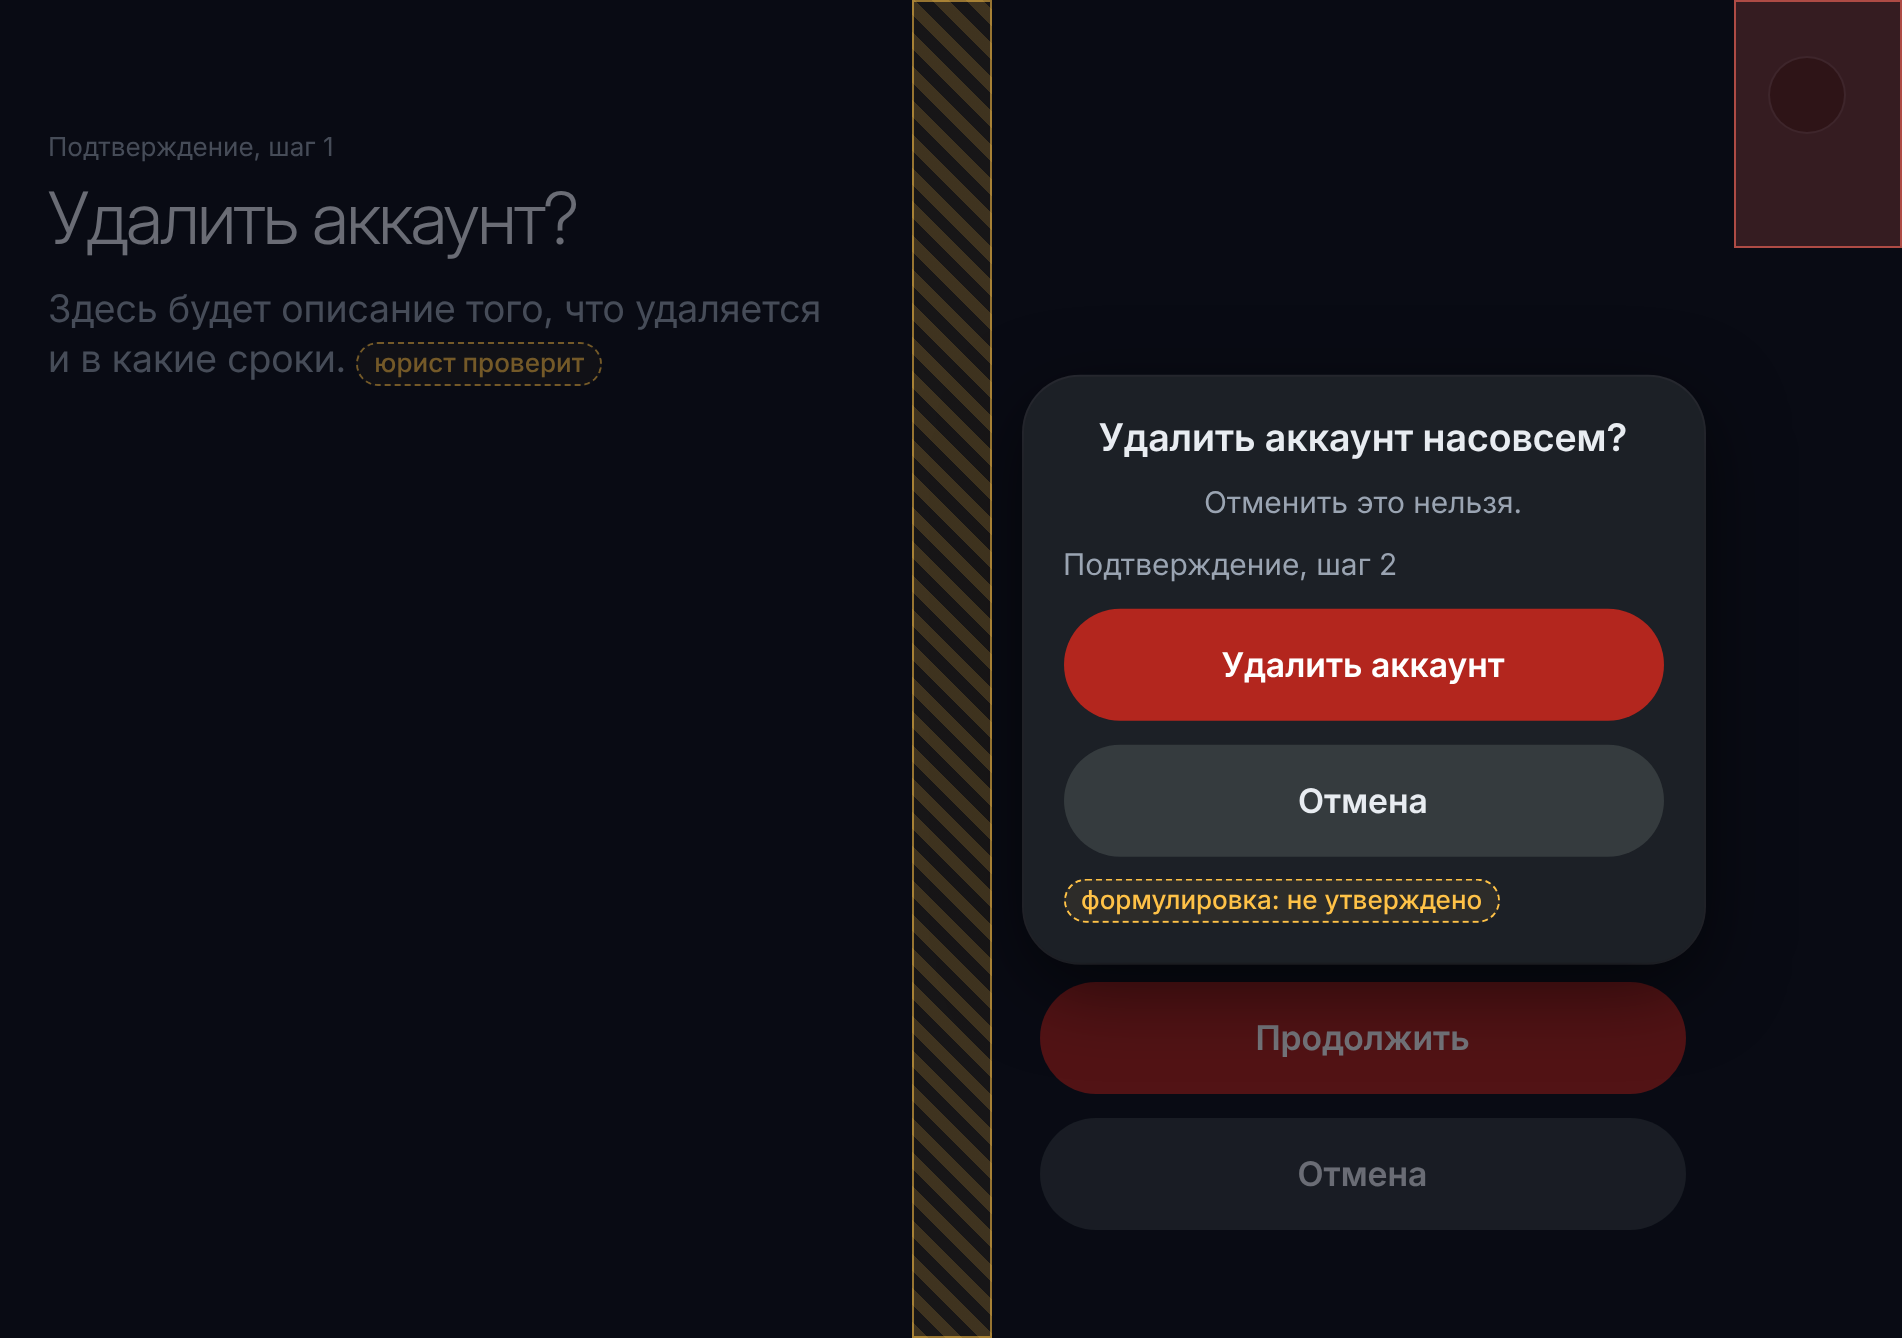 Подтверждение, шаг 1
Удалить аккаунт?
Здесь будет описание того, что удаляется
и в какие сроки. юрист проверит
Удалить аккаунт насовсем?
Отменить это нельзя.
Подтверждение, шаг 2
Удалить аккаунт
Отмена
формулировка: не утверждено
Продолжить
Отмена